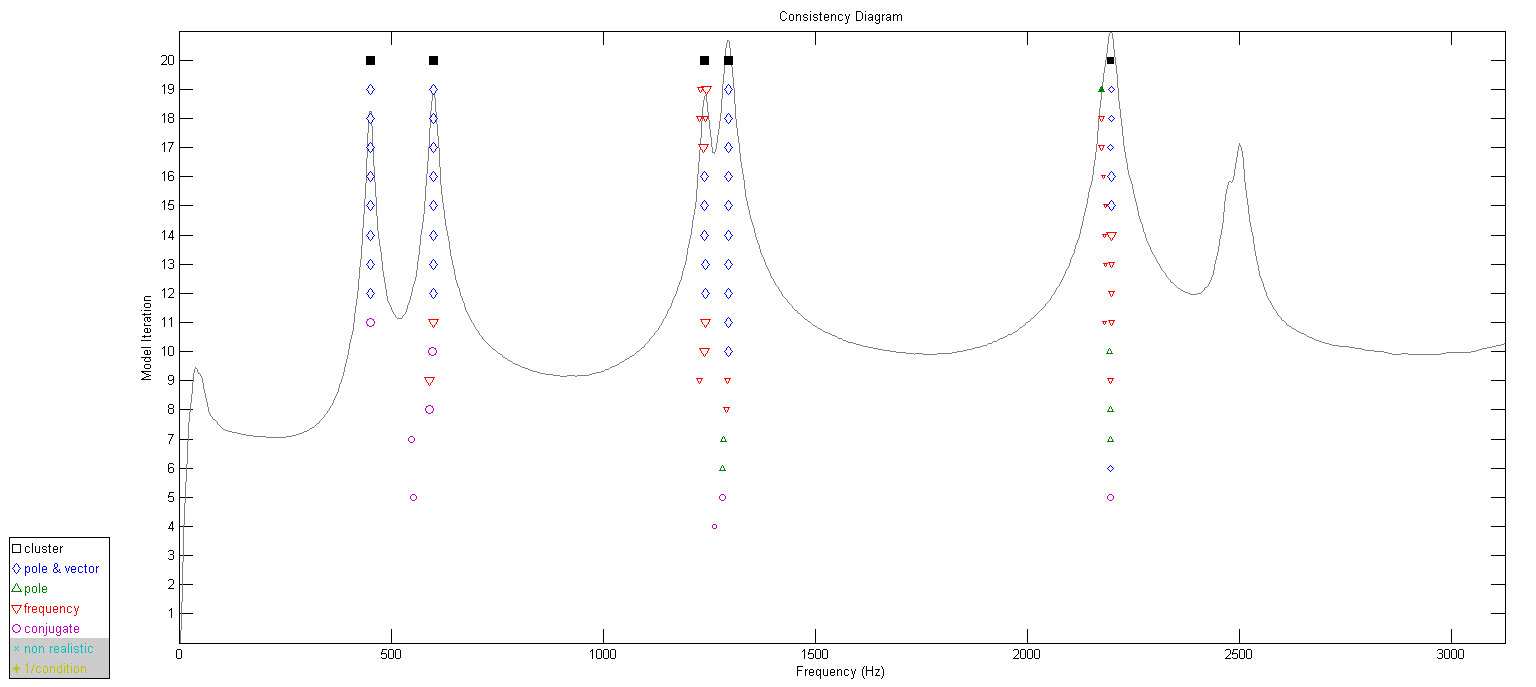 Consistency Diagram
20
19
18
17
16
15
14
13
12
11
10
9
8
7
6
5
4
3
2
1
Model Iteration
0 500 1000 1500 2000 2500 3000
Frequency (Hz)
cluster
pole & vector
pole
frequency
conjugate
non realistic
1/condition